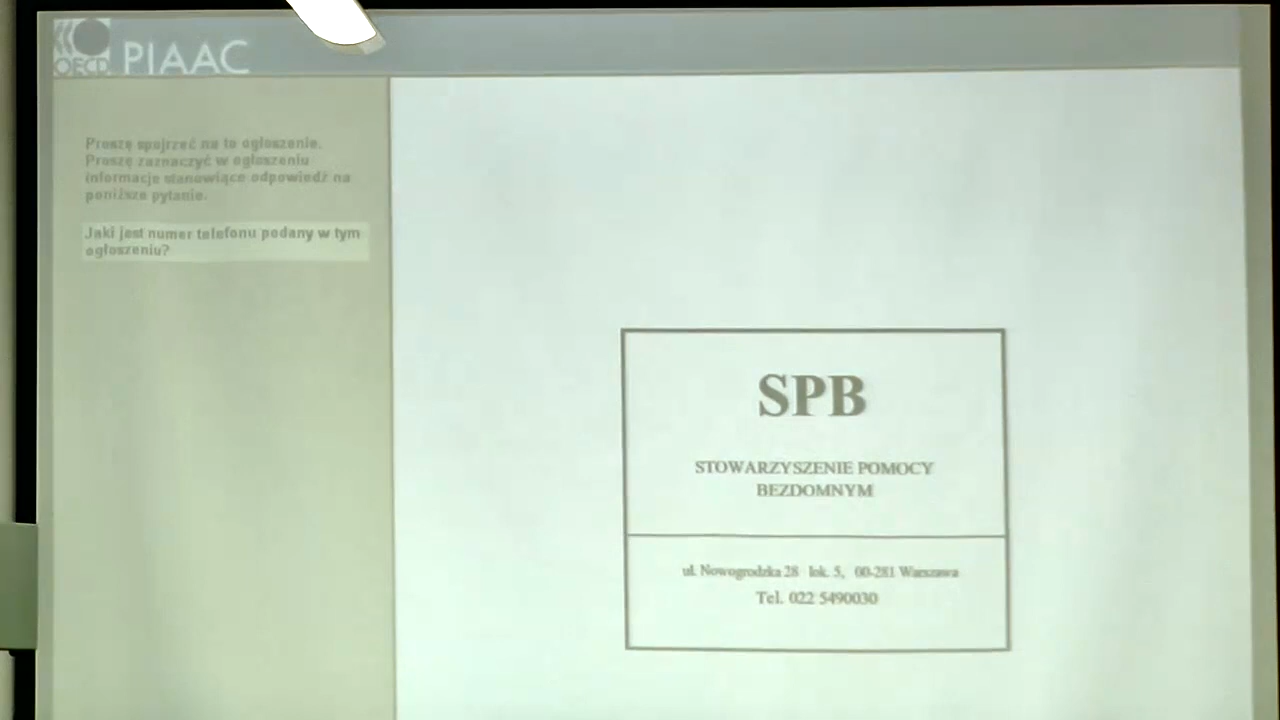 OECD PIAAC
Proszę spojrzeć na to ogłoszenie.
Proszę zaznaczyć w ogłoszeniu
informacje stanowiące odpowiedź na
poniższe pytanie.
Jaki jest numer telefonu podany w tym
ogłoszeniu?
SPB
STOWARZYSZENIE POMOCY
BEZDOMNYM
ul. Nowogrodzka 28 lok. 5, 00-281 Warszawa
Tel. 022 5490030